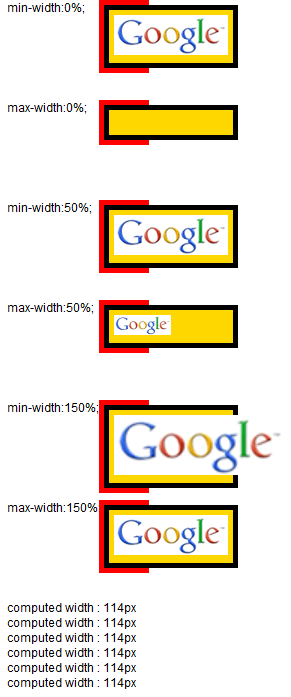 min-width:0%;
Google
max-width:0%;
min-width:50%;
Google
max-width:50%;
Google
min-width:150%;
Google
max-width:150%
Google
computed width : 114px
computed width : 114px
computed width : 114px
computed width : 114px
computed width : 114px
computed width : 114px